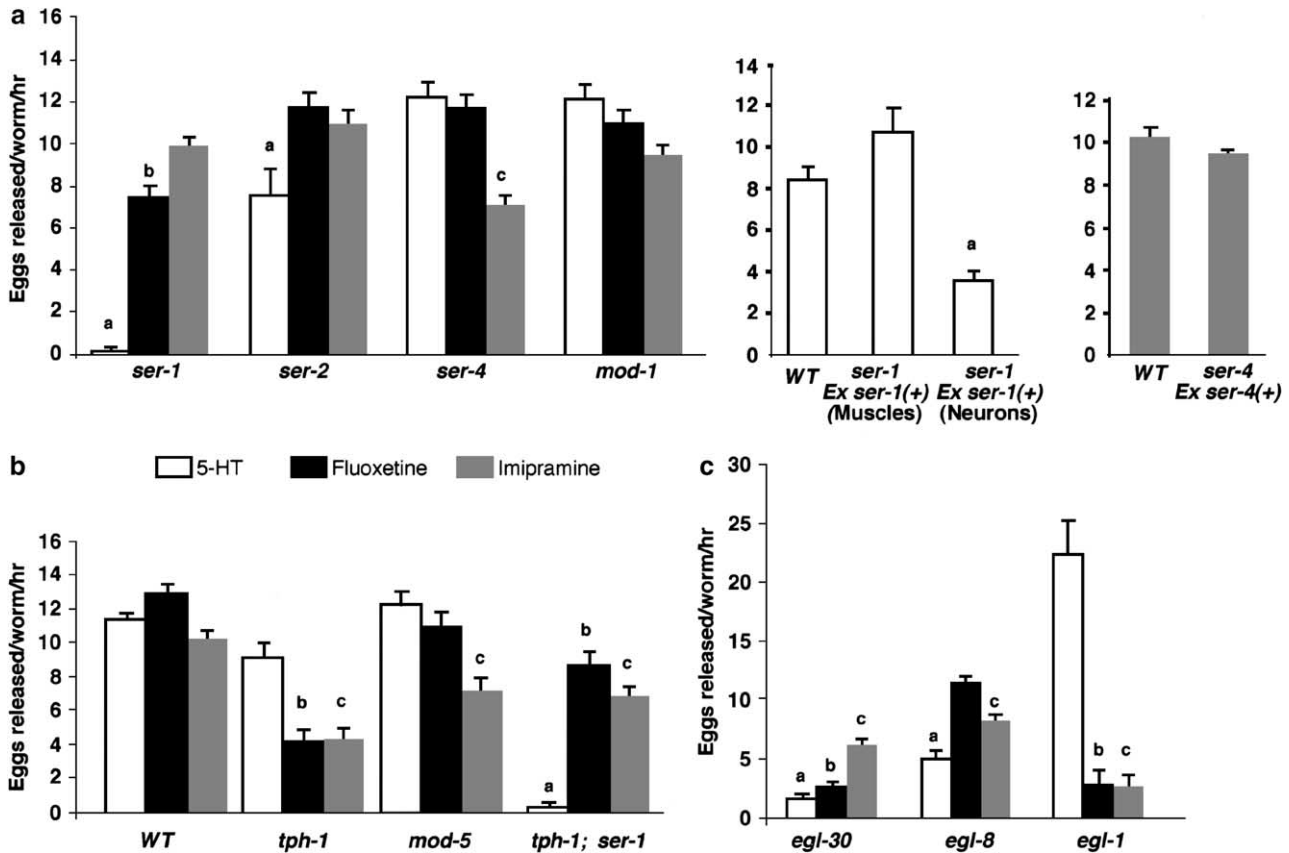 a
Eggs released/worm/hr
16
14
12
10
8
6
4
2
0
a
b
a
c
ser-1 ser-2 ser-4 mod-1
14
12
10
8
6
4
2
0
a
WT ser-1 ser-1
Ex ser-1(+) Ex ser-1(+)
(Muscles) (Neurons)
12
10
8
6
4
2
0
WT ser-4
Ex ser-4(+)
b
5-HT Fluoxetine Imipramine
Eggs released/worm/hr
16
14
12
10
8
6
4
2
0
b c
c
a
b
c
WT tph-1 mod-5 tph-1; ser-1
c
Eggs released/worm/hr
30
25
20
15
10
5
0
a b c
a c
b c
egl-30 egl-8 egl-1